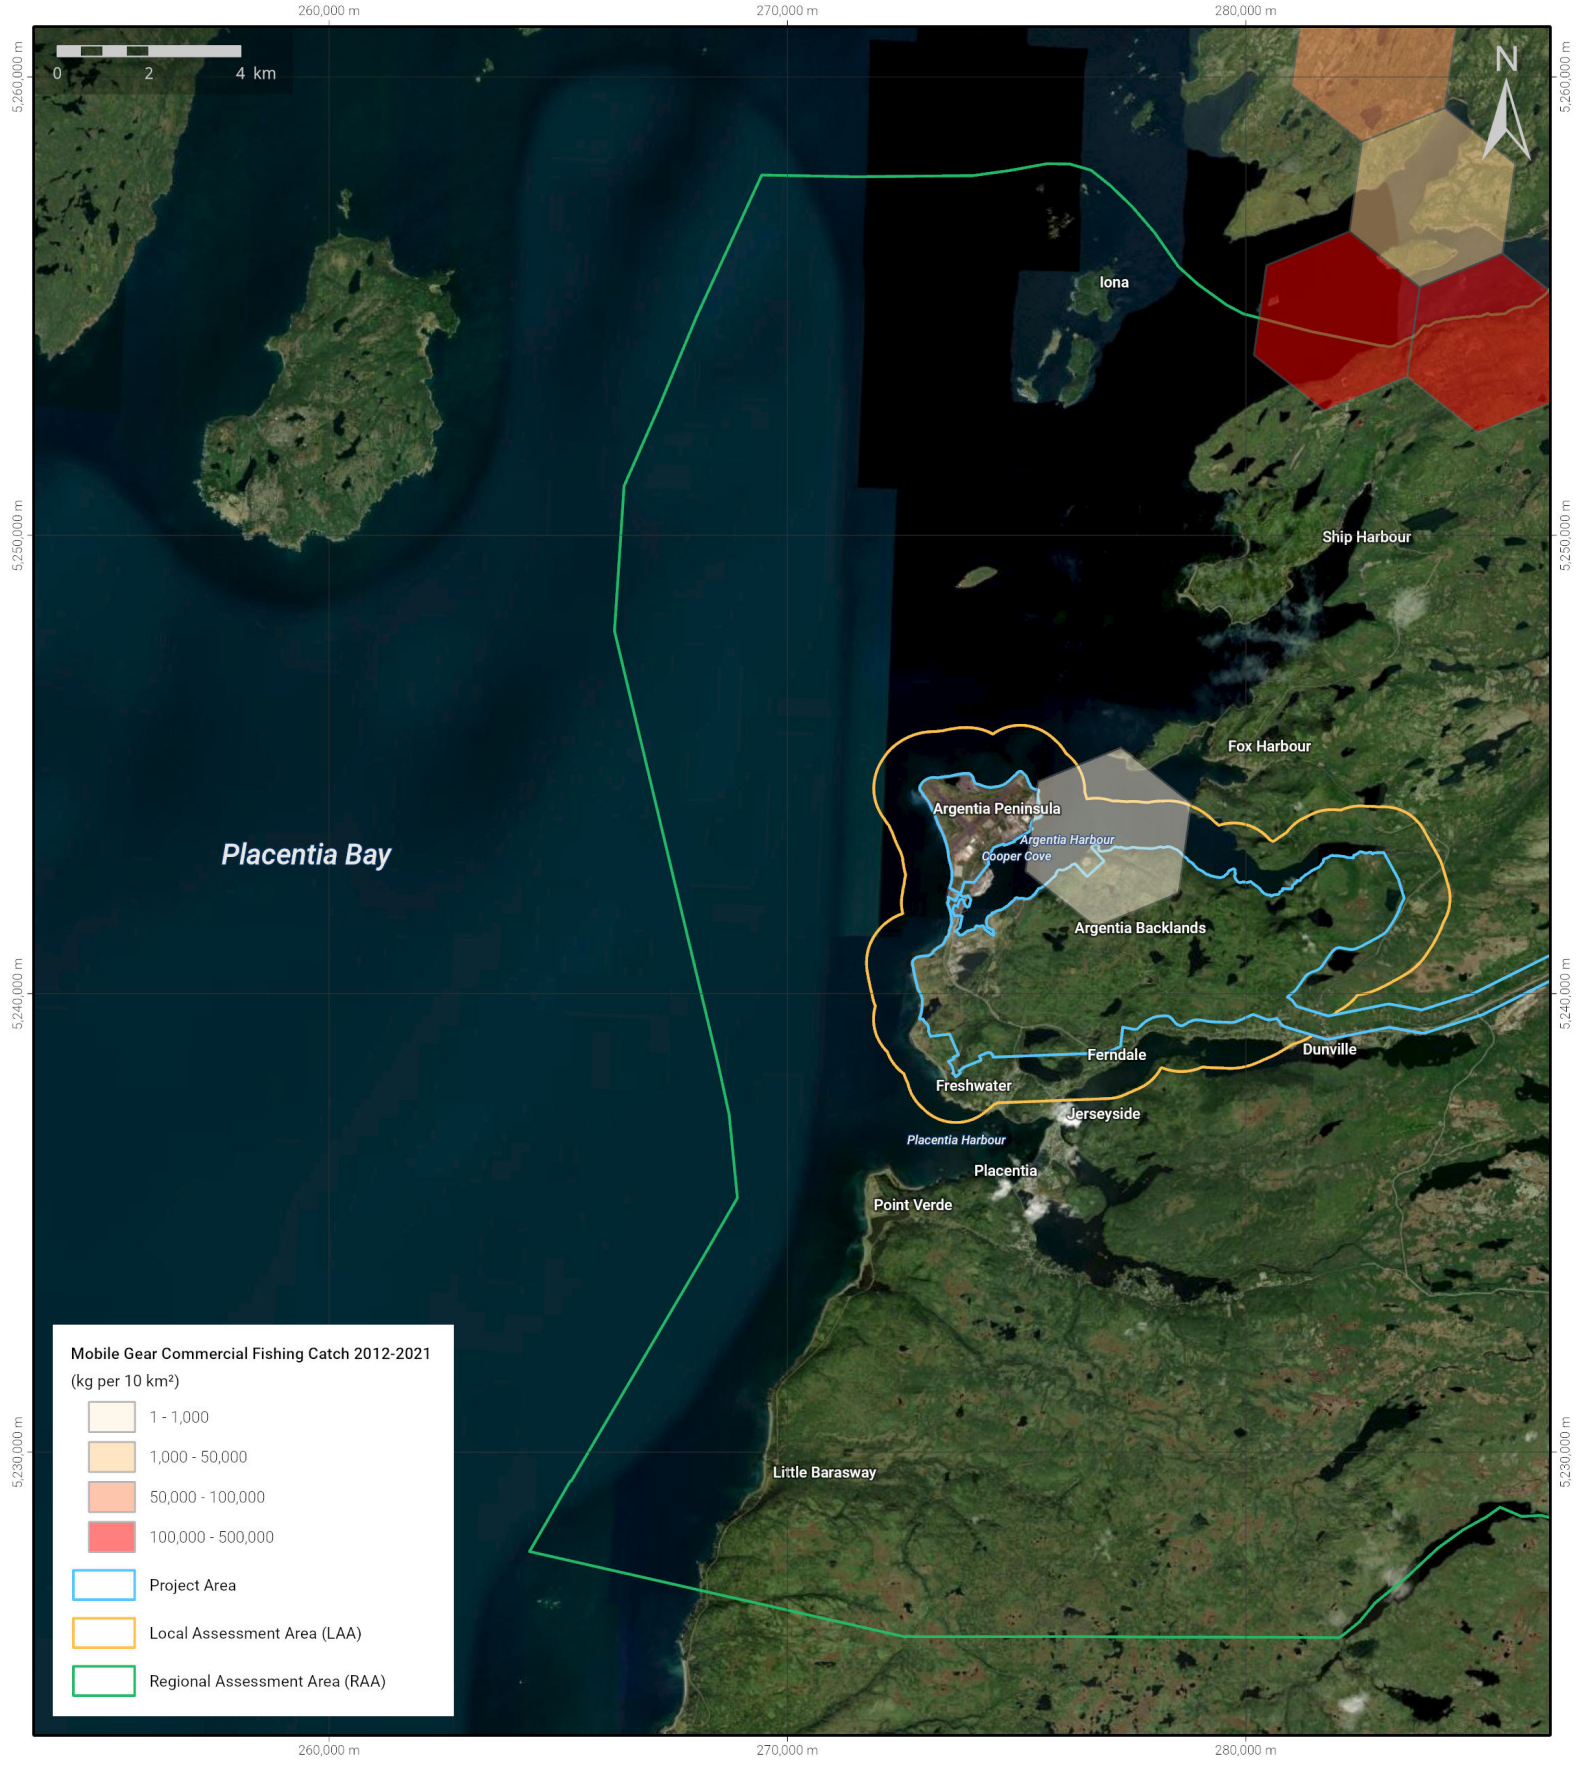 260,000 m
270,000 m
280,000 m
5,260,000 m
5,260,000 m
0 2 4 km
N
Iona
5,250,000 m
Ship Harbour
5,250,000 m
Fox Harbour
Argentia Peninsula
Argentia Harbour
Cooper Cove
Placentia Bay
Argentia Backlands
5,240,000 m
5,240,000 m
Dunville
Ferndale
Freshwater
Jerseyside
Placentia Harbour
Placentia
Point Verde
5,230,000 m
Little Barasway
5,230,000 m
Mobile Gear Commercial Fishing Catch 2012-2021
(kg per 10 km²)
1 - 1,000
1,000 - 50,000
50,000 - 100,000
100,000 - 500,000
Project Area
Local Assessment Area (LAA)
Regional Assessment Area (RAA)
260,000 m
270,000 m
280,000 m